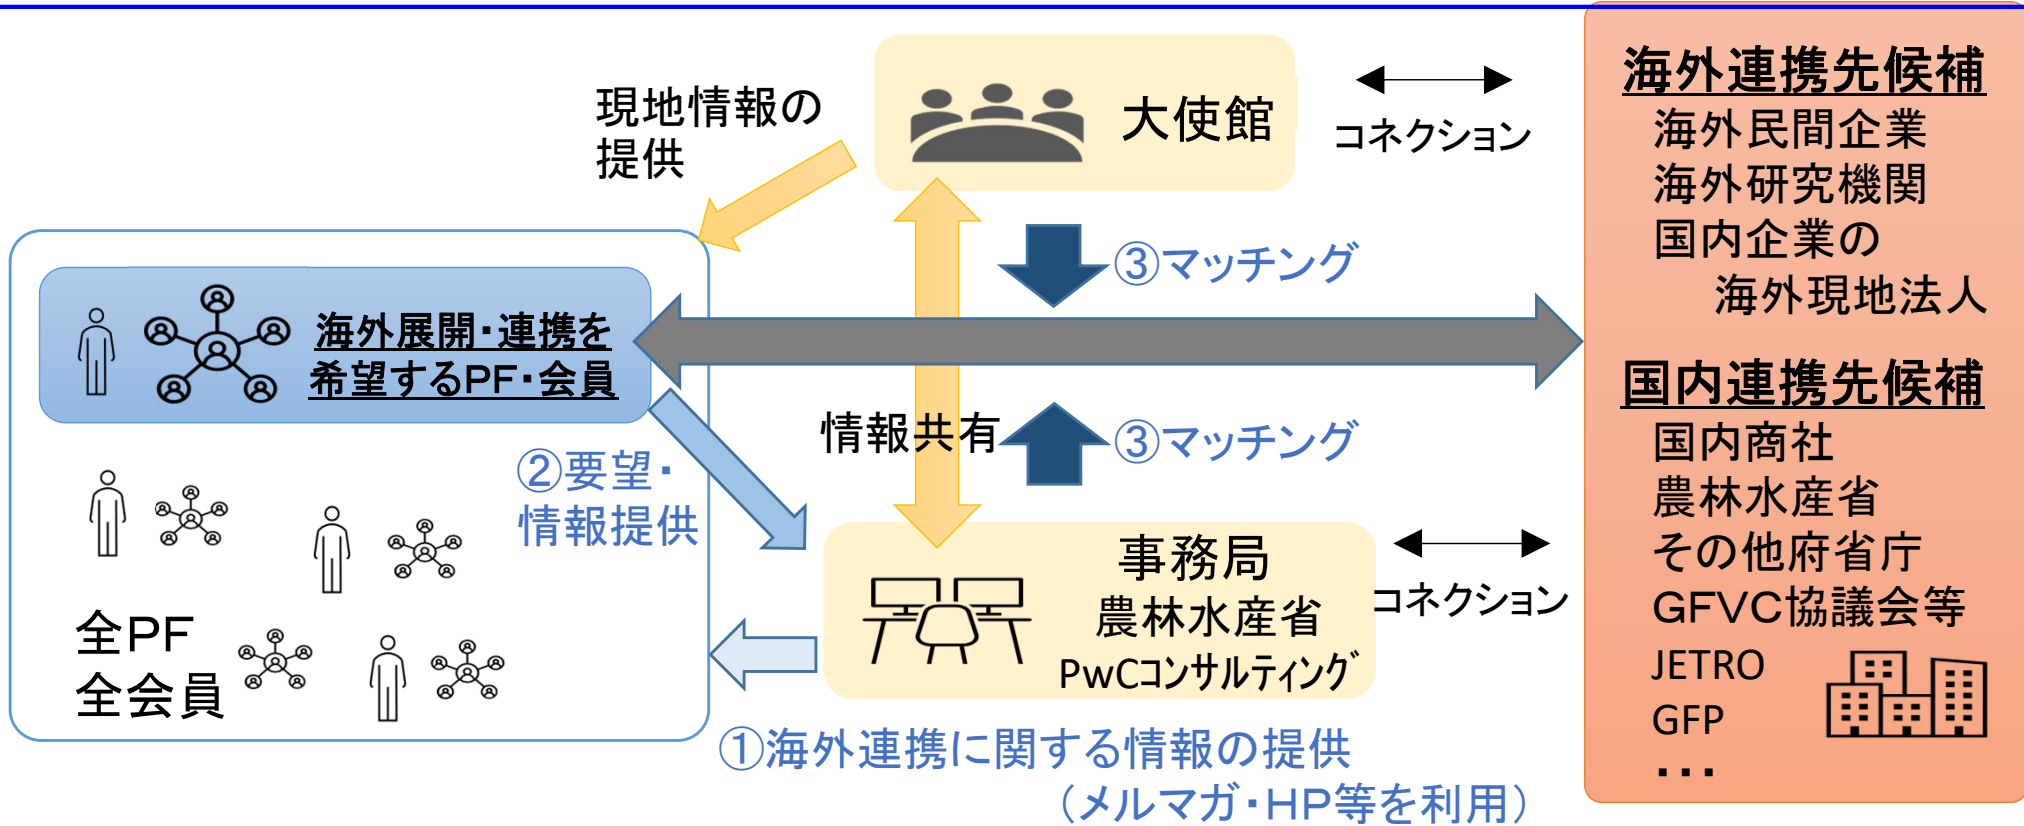 現地情報の
提供
大使館
コネクション
③マッチング
海外展開・連携を
希望するPF・会員
情報共有
③マッチング
②要望・
情報提供
全PF
全会員
事務局
農林水産省
PwCコンサルティング
コネクション
①海外連携に関する情報の提供
（メルマガ・HP等を利用）
海外連携先候補
海外民間企業
海外研究機関
国内企業の
海外現地法人
国内連携先候補
国内商社
農林水産省
その他府省庁
GFVC協議会等
JETRO
GFP
・・・